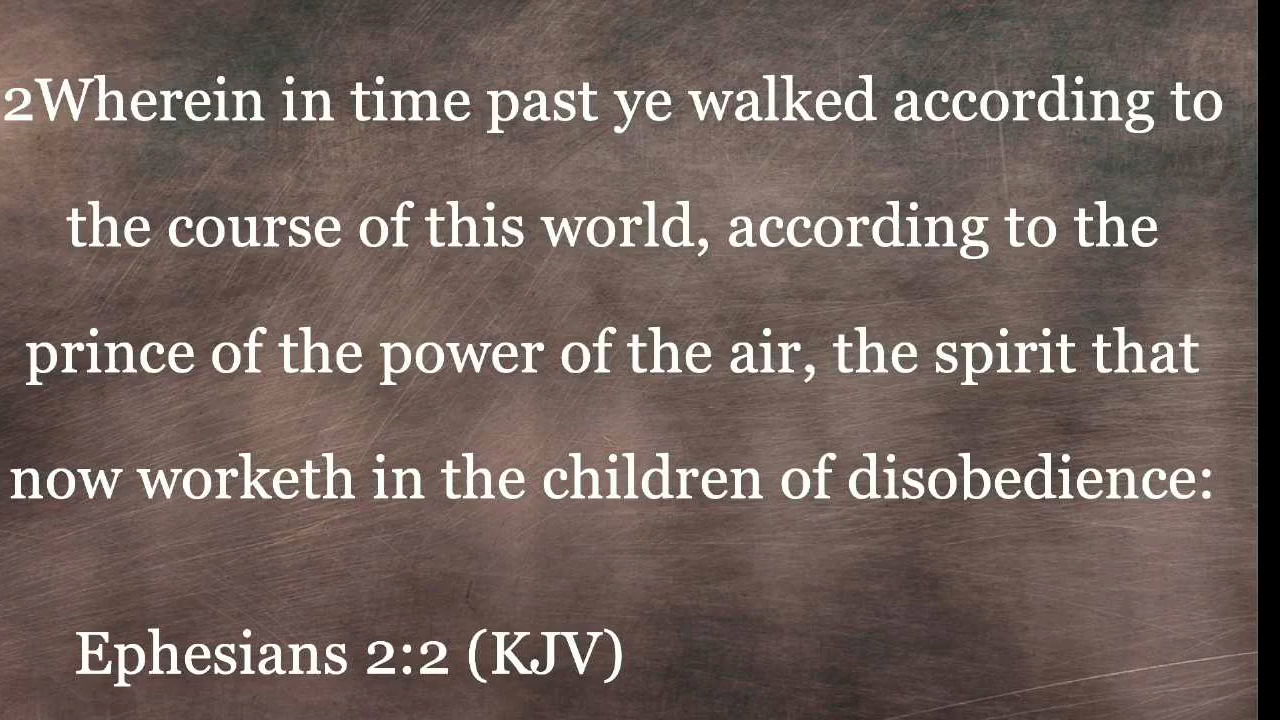 2Wherein in time past ye walked according to
the course of this world, according to the
prince of the power of the air, the spirit that
now worketh in the children of disobedience:
Ephesians 2:2 (KJV)